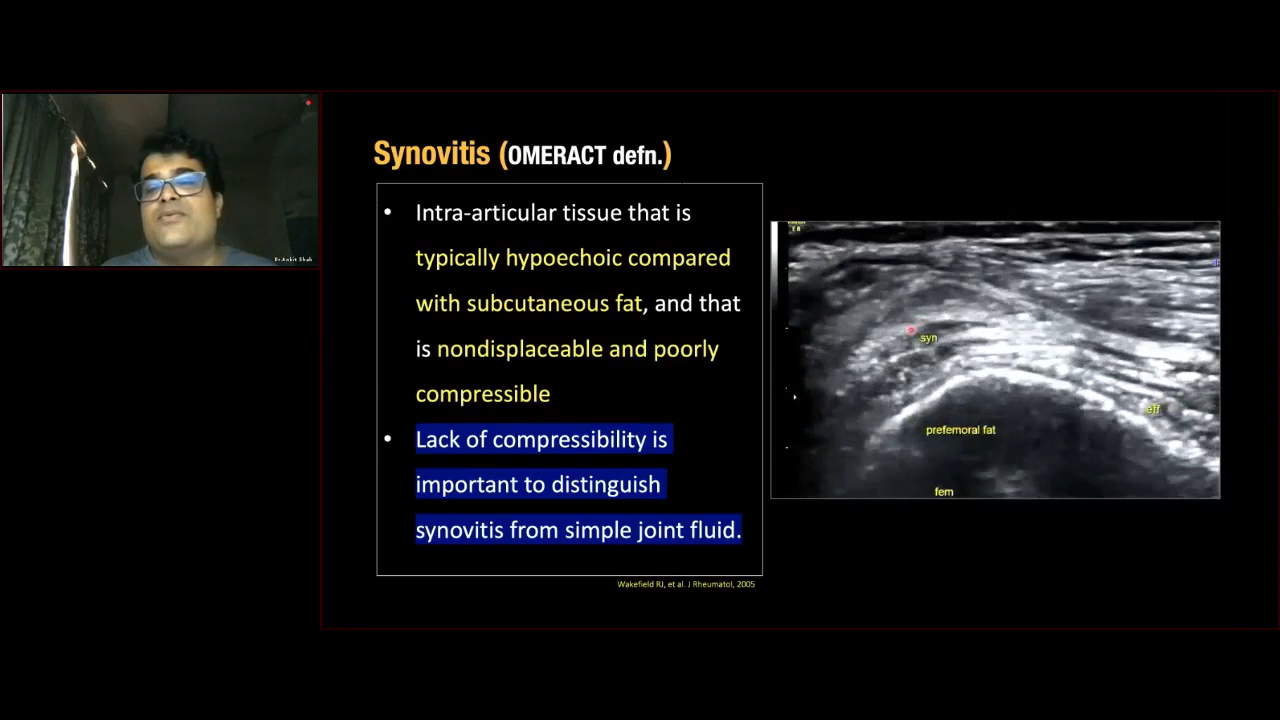 Dr.Ankit Shah
Synovitis (OMERACT defn.)
• Intra-articular tissue that is
typically hypoechoic compared
with subcutaneous fat, and that
is nondisplaceable and poorly
compressible
• Lack of compressibility is
important to distinguish
synovitis from simple joint fluid.
Wakefield RJ, et al. J Rheumatol, 2005
syn
eff
prefemoral fat
fem